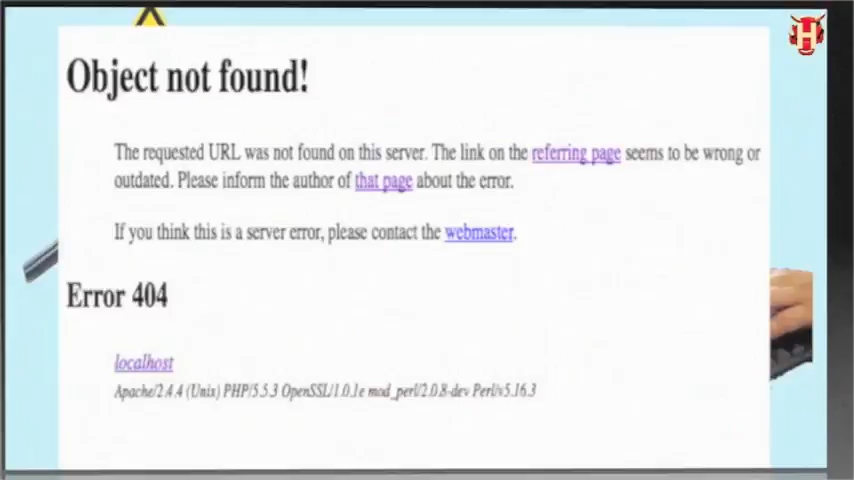 H
Object not found!
The requested URL was not found on this server. The link on the referring page seems to be wrong or
outdated. Please inform the author of that page about the error.
If you think this is a server error, please contact the webmaster.
Error 404
localhost
Apache/2.4.4 (Unix) PHP/5.5.3 OpenSSL/1.0.1e mod_perl/2.0.8-dev Perl/v5.16.3